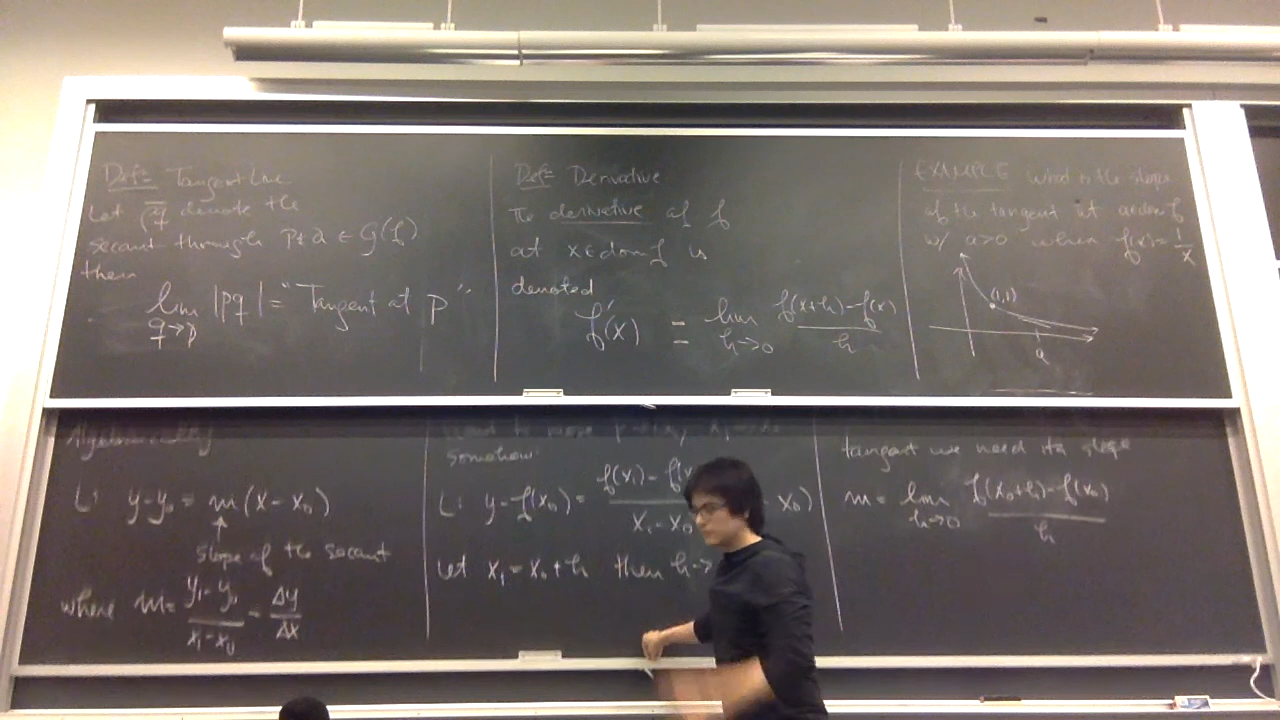 Def: Tangent Line
Let denote the
secant through P & Q ∈ G(f)
then
lim |pq| = "Tangent at P".
q→p
Def: Derivative
The derivative of f
at x ∈ dom f is
denoted
f'(x) = lim f(x+h)-f(x)
h→0 h
EXAMPLE What is the slope
of the tangent at
w/ a>0 when f(x) = 1/x
(1,1)
a
Algebraically
L: y-y₀ = m(x-x₀)
slope of the secant
where m = y₁-y₀ = Δy
x₁-x₀ Δx
somehow
L: y-f(x₀) = f(x₁)-f(x x₀)
x₁-x₀
Let x₁ = x₀+h then h→
tangent we need its slope
m = lim f(x₀+h)-f(x₀)
h→0 h